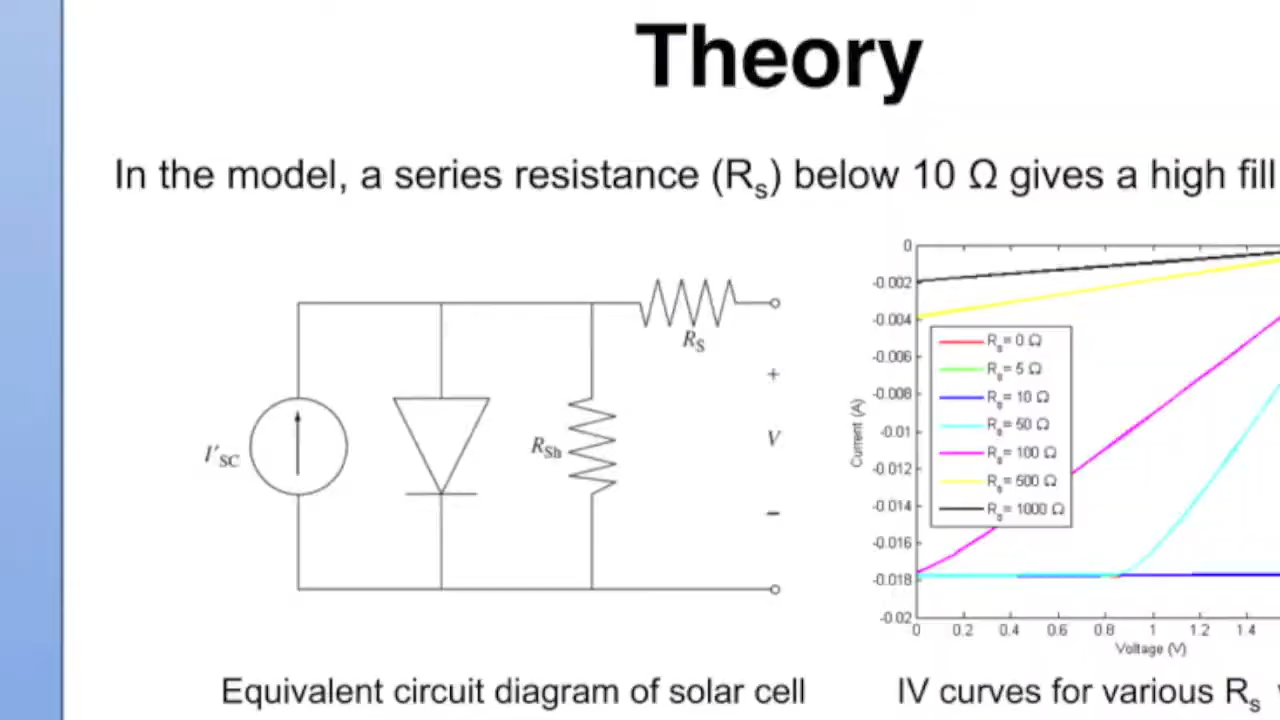 Theory
In the model, a series resistance (Rs) below 10 Ω gives a high fill
RS
+
I'SC
RSh
V
−
0
-0.002
-0.004
-0.006
-0.008
-0.01
-0.012
-0.014
-0.016
-0.018
-0.02
Current (A)
Rs= 0 Ω
Rs= 5 Ω
Rs= 10 Ω
Rs= 50 Ω
Rs= 100 Ω
Rs= 500 Ω
Rs= 1000 Ω
0 0.2 0.4 0.6 0.8 1 1.2 1.4
Voltage (V)
Equivalent circuit diagram of solar cell
IV curves for various Rs